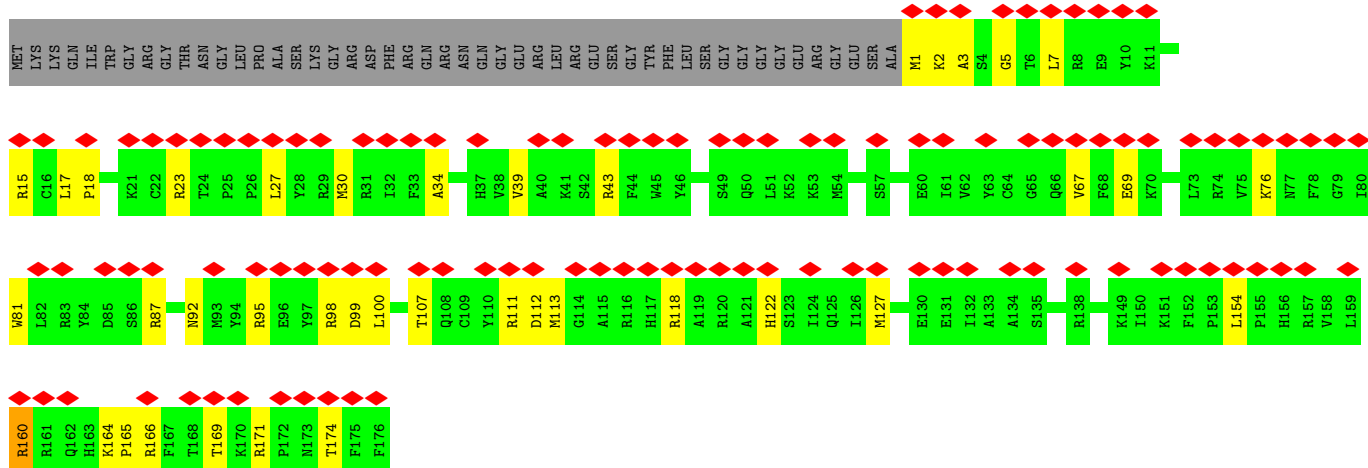 MET LYS LYS GLN ILE TRP GLY ARG GLY THR ASN GLY LEU PRO ALA SER LYS GLY ARG ASP PHE ARG GLN ARG ASN GLN GLY GLU ARG LEU ARG GLU SER GLY TYR PHE LEU SER GLY GLY GLY GLY GLU ARG GLY GLU SER ALA M1 K2 A3 S4 G5 T6 L7 R8 E9 Y10 K11
R15 C16 L17 P18 K21 C22 R23 T24 P25 P26 L27 Y28 R29 M30 R31 I32 F33 A34 H37 V38 V39 A40 K41 S42 R43 F44 W45 Y46 S49 Q50 L51 K52 K53 M54 S57 E60 I61 V62 Y63 C64 G65 Q66 V67 F68 E69 K70 L73 R74 V75 K76 N77 F78 G79 I80
W81 L82 R83 Y84 D85 S86 R87 N92 M93 Y94 R95 E96 Y97 R98 D99 L100 T107 Q108 C109 Y110 R111 D112 M113 G114 A115 R116 H117 R118 A119 R120 A121 H122 S123 I124 Q125 I126 M127 E130 E131 I132 A133 A134 S135 R138 K149 I150 K151 F152 P153 L154 P155 H156 R157 V158 L159
R160 R161 Q162 H163 K164 P165 R166 F167 T168 T169 K170 R171 P172 N173 T174 F175 F176